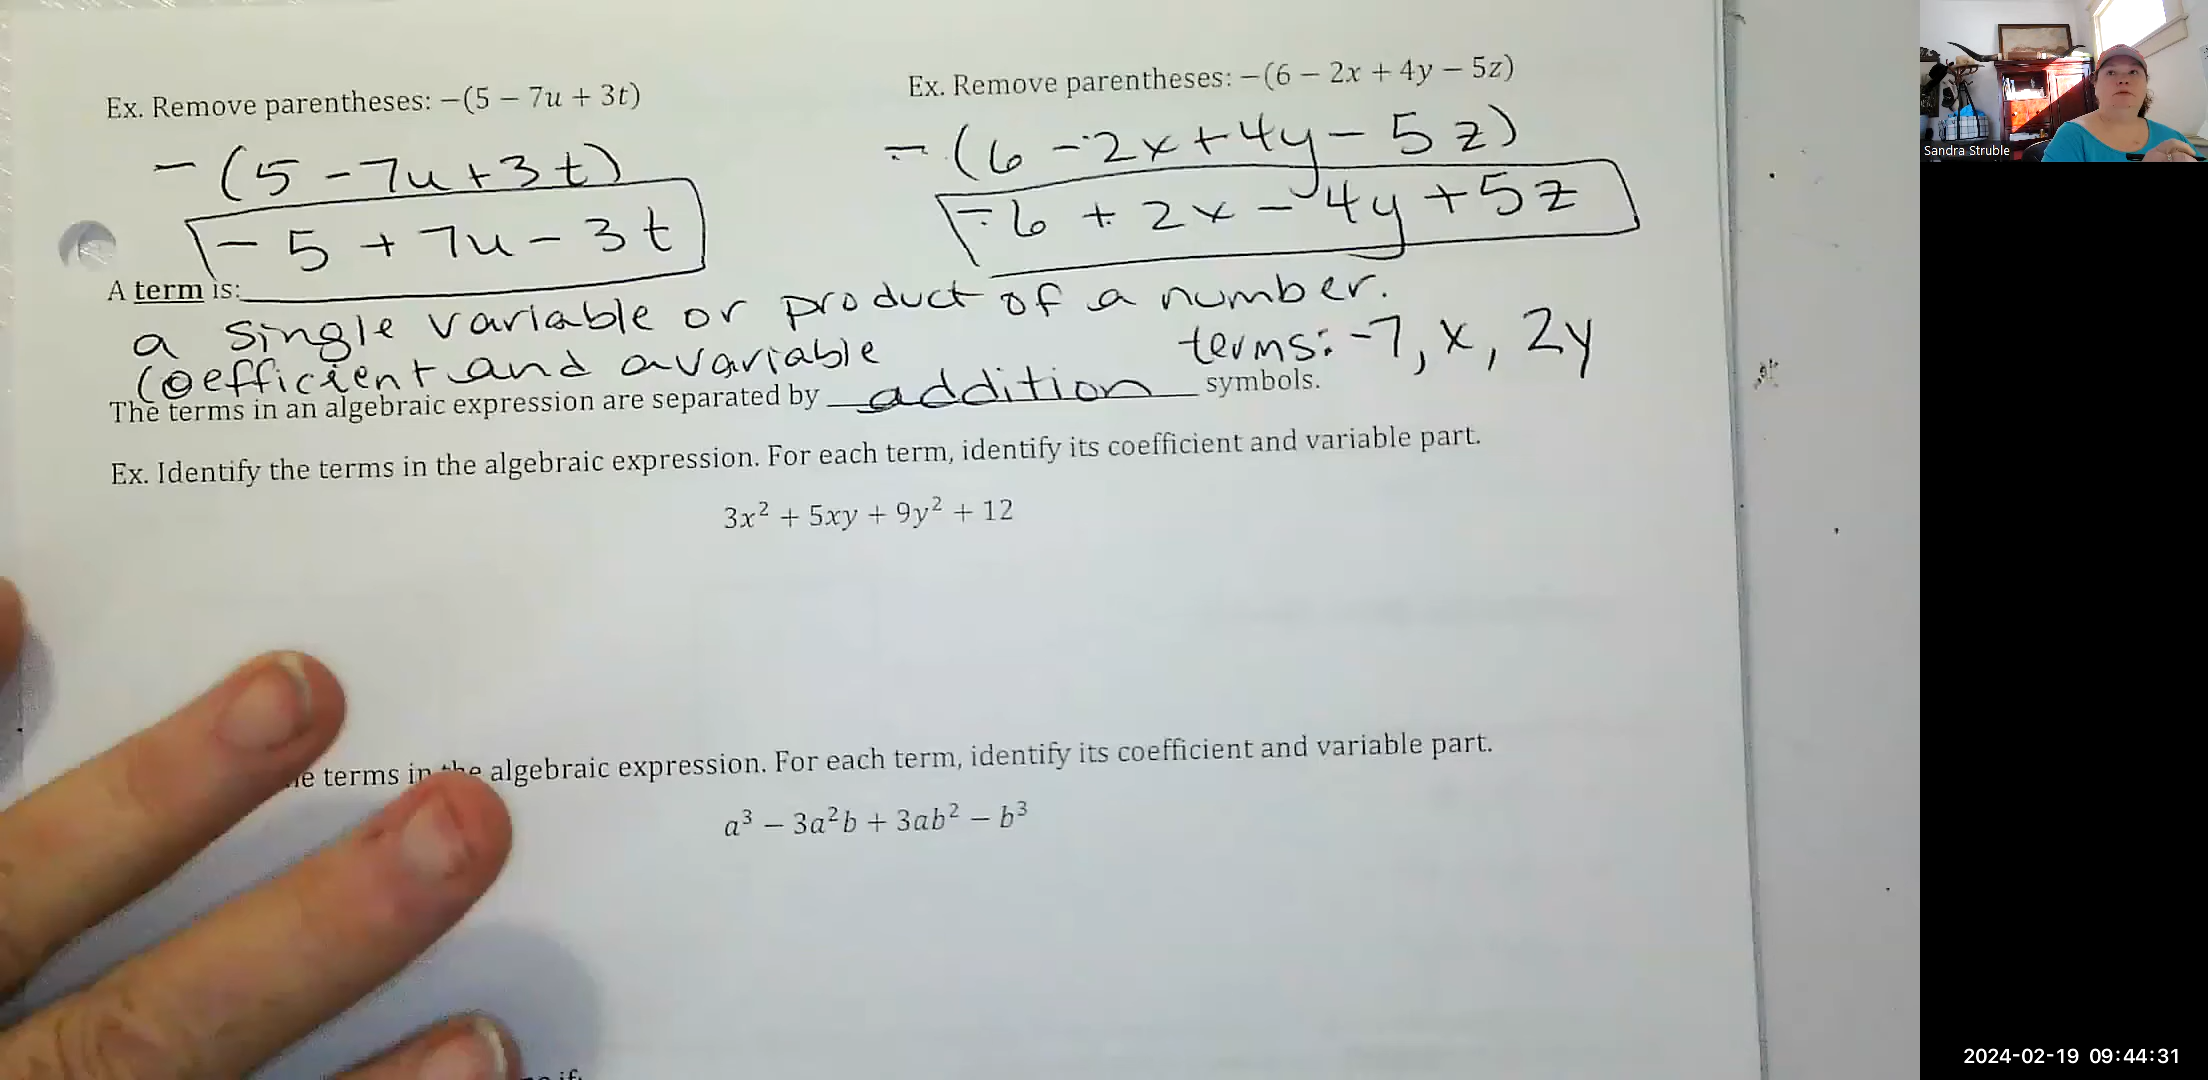 Ex. Remove parentheses: −(5 − 7u + 3t)
− (5 − 7u + 3t)
− 5 + 7u − 3t
Ex. Remove parentheses: −(6 − 2x + 4y − 5z)
− (6 − 2x + 4y − 5z)
− 6 + 2x − 4y + 5z
A term is:
a single variable or product of a number.
coefficient and a variable
terms: -7, x, 2y
The terms in an algebraic expression are separated by addition symbols.
Ex. Identify the terms in the algebraic expression. For each term, identify its coefficient and variable part.
3x² + 5xy + 9y² + 12
terms in the algebraic expression. For each term, identify its coefficient and variable part.
a³ − 3a²b + 3ab² − b³
Sandra Struble
2024-02-19 09:44:31